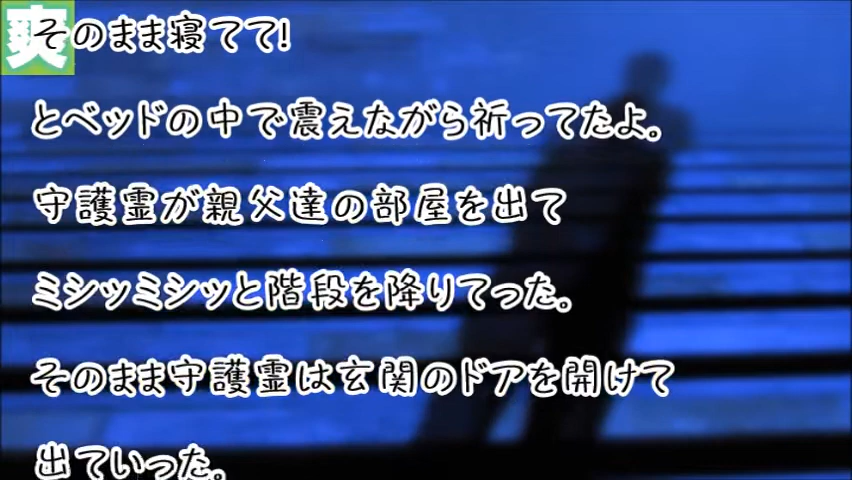 爽
そのまま寝てて!
とベッドの中で震えながら祈ってたよ。
守護霊が親父達の部屋を出て
ミシッミシッと階段を降りてった。
そのまま守護霊は玄関のドアを開けて
出ていった。